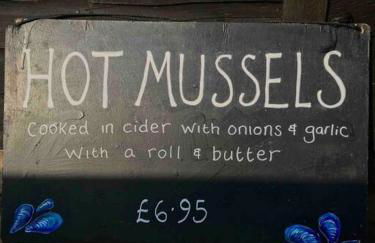 HOT MUSSELS
Cooked in cider with onions & garlic
With a roll & butter
£6·95